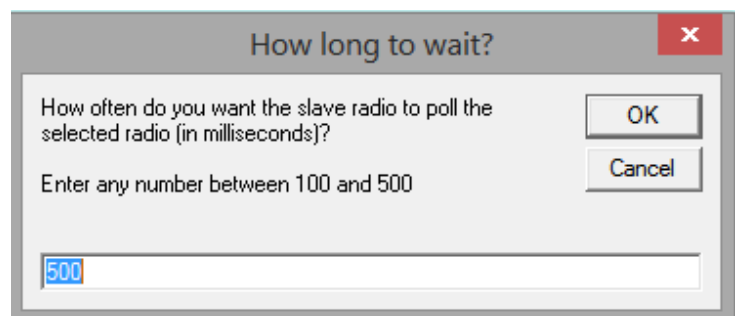 How long to wait?
x
How often do you want the slave radio to poll the
selected radio (in milliseconds)?
OK
Cancel
Enter any number between 100 and 500
500